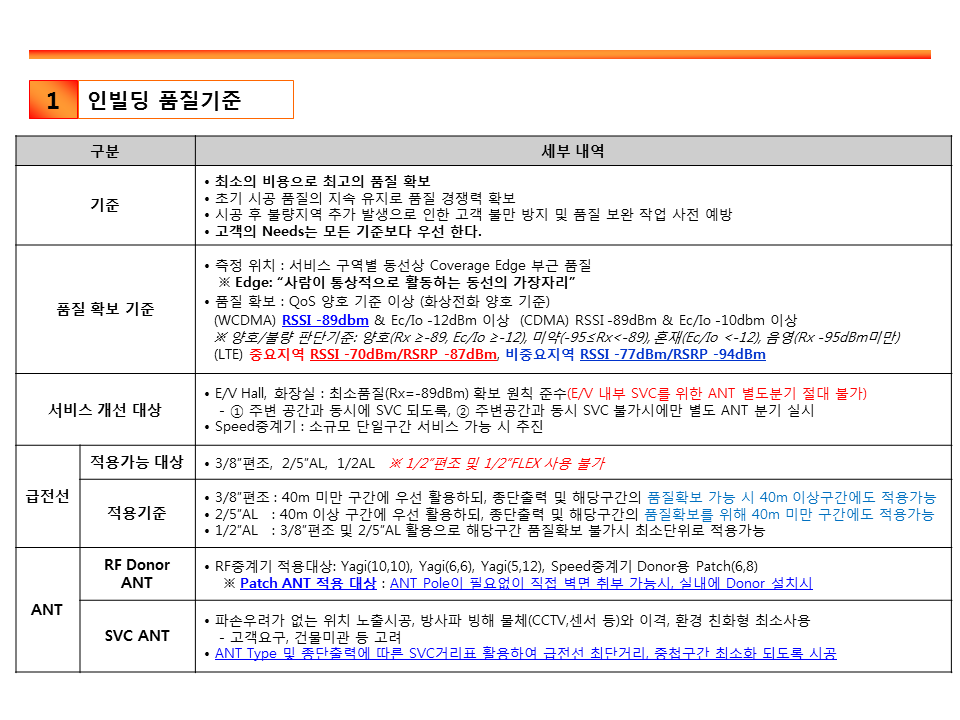 1 인빌딩 품질기준
구분 세부 내역
기준
• 최소의 비용으로 최고의 품질 확보
• 초기 시공 품질의 지속 유지로 품질 경쟁력 확보
• 시공 후 불량지역 추가 발생으로 인한 고객 불만 방지 및 품질 보완 작업 사전 예방
• 고객의 Needs는 모든 기준보다 우선 한다.
품질 확보 기준
• 측정 위치 : 서비스 구역별 동선상 Coverage Edge 부근 품질
※ Edge: “사람이 통상적으로 활동하는 동선의 가장자리”
• 품질 확보 : QoS 양호 기준 이상 (화상전화 양호 기준)
(WCDMA) RSSI -89dbm & Ec/Io -12dBm 이상 (CDMA) RSSI -89dBm & Ec/Io -10dbm 이상
※ 양호/불량 판단기준: 양호(Rx ≥-89, Ec/Io ≥-12), 미약(-95≤Rx<-89), 혼재(Ec/Io <-12), 음영(Rx -95dBm미만)
(LTE) 중요지역 RSSI -70dBm/RSRP -87dBm, 비중요지역 RSSI -77dBm/RSRP -94dBm
서비스 개선 대상
• E/V Hall, 화장실 : 최소품질(Rx=-89dBm) 확보 원칙 준수(E/V 내부 SVC를 위한 ANT 별도분기 절대 불가)
- ① 주변 공간과 동시에 SVC 되도록, ② 주변공간과 동시 SVC 불가시에만 별도 ANT 분기 실시
• Speed중계기 : 소규모 단일구간 서비스 가능 시 추진
급전선
적용가능 대상
• 3/8”편조, 2/5”AL, 1/2AL ※ 1/2”편조 및 1/2”FLEX 사용 불가
적용기준
• 3/8”편조 : 40m 미만 구간에 우선 활용하되, 종단출력 및 해당구간의 품질확보 가능 시 40m 이상구간에도 적용가능
• 2/5”AL : 40m 이상 구간에 우선 활용하되, 종단출력 및 해당구간의 품질확보를 위해 40m 미만 구간에도 적용가능
• 1/2”AL : 3/8”편조 및 2/5”AL 활용으로 해당구간 품질확보 불가시 최소단위로 적용가능
ANT
RF Donor
ANT
• RF중계기 적용대상: Yagi(10,10), Yagi(6,6), Yagi(5,12), Speed중계기 Donor용 Patch(6,8)
※ Patch ANT 적용 대상 : ANT Pole이 필요없이 직접 벽면 취부 가능시, 실내에 Donor 설치시
SVC ANT
• 파손우려가 없는 위치 노출시공, 방사파 빙해 물체(CCTV,센서 등)와 이격, 환경 친화형 최소사용
- 고객요구, 건물미관 등 고려
• ANT Type 및 종단출력에 따른 SVC거리표 활용하여 급전선 최단거리, 중첩구간 최소화 되도록 시공